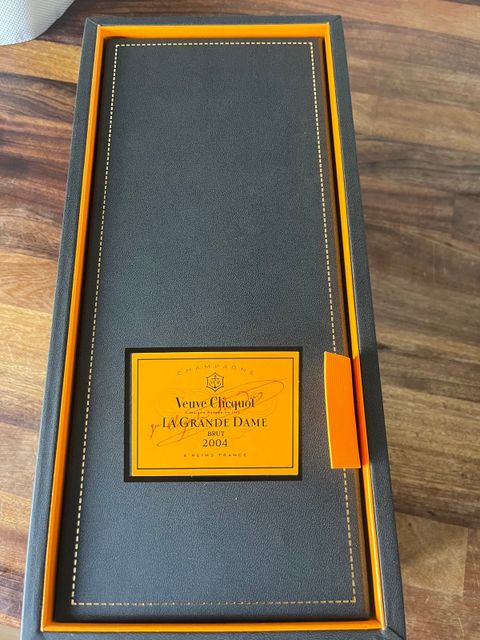 CHAMPAGNE
Veuve Clicquot
LA GRANDE DAME
BRUT
2004
A REIMS FRANCE